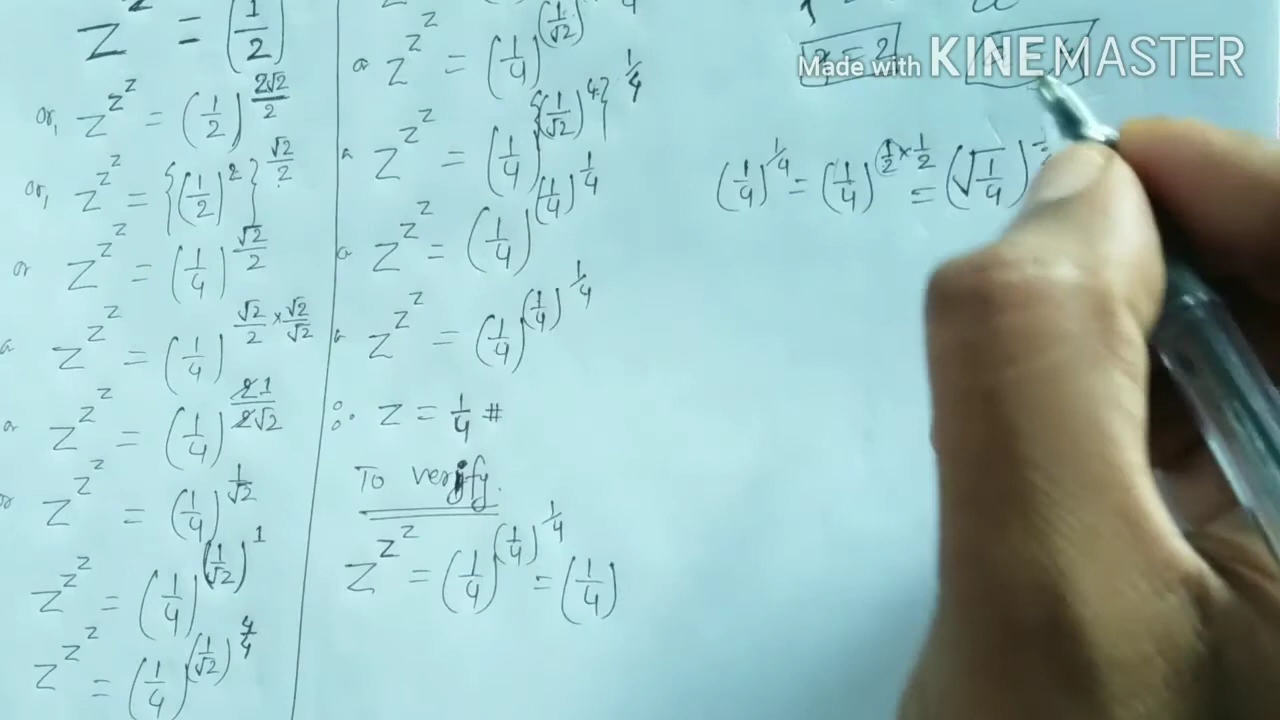 z = (1/2)
or, z^z^z = (1/2)^(2√2/2)
or, z^z^z = {(1/2)^2}^(√2/2)
or z^z^z = (1/4)^(√2/2)
a z^z^z = (1/4)^(√2/2 × √2/√2)
a z^z^z = (1/4)^(2 1/2√2)
or z^z^z = (1/4)^(1/√2)
z^z^z = (1/4)^(1/√2)^1
z^z^z = (1/4)^(1/√2)^(4/4)
a z^z^z = (1/4)^(1/√2)
a z^z^z = (1/4)^{(1/√2)^4}^(1/4)
a z^z^z = (1/4)^(1/4)^(1/4)
a z^z^z = (1/4)^(1/4)^(1/4)
∴ z = 1/4 #
To verify.
z^z^z = (1/4)^(1/4)^(1/4) = (1/4)
Made with KINEMASTER
(1/4)^(1/4) = (1/4)^(1/2 × 1/2) = (√1/4)